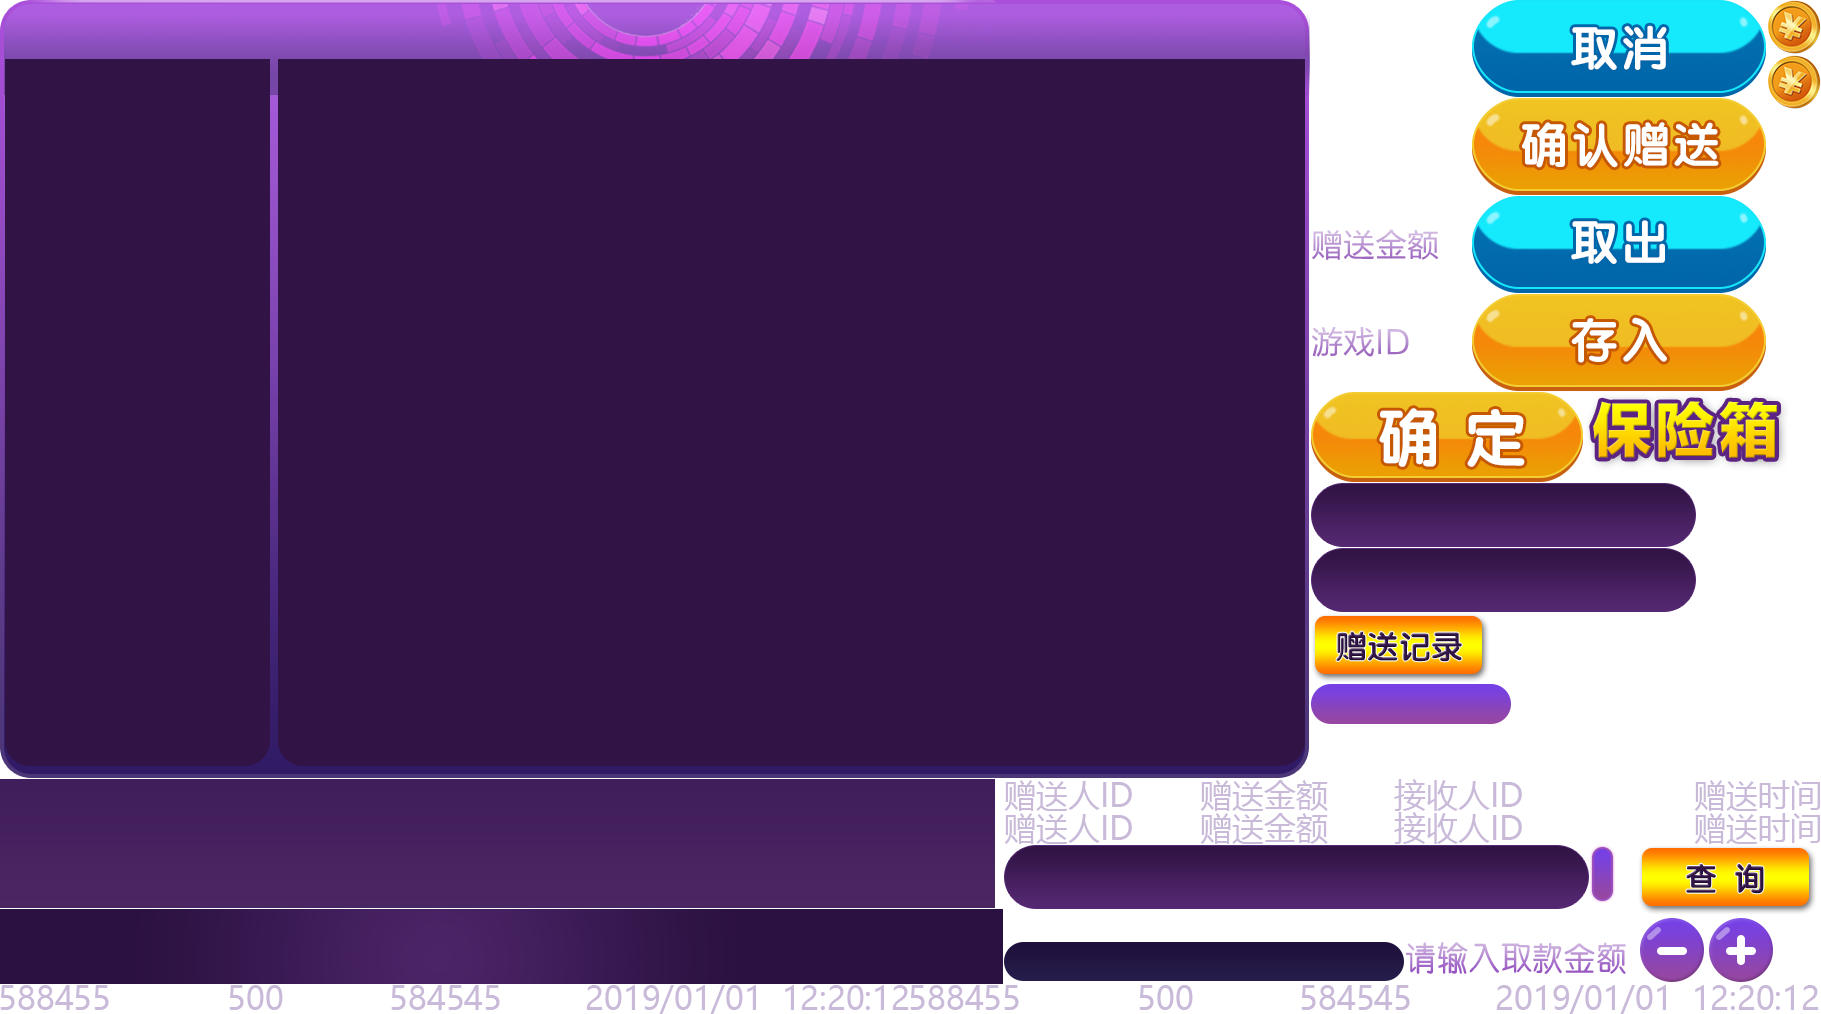 取消
确认赠送
赠送金额
取出
游戏ID
存入
确 定
保险箱
赠送记录
赠送人ID 赠送金额 接收人ID 赠送时间
赠送人ID 赠送金额 接收人ID 赠送时间
查 询
请输入取款金额
588455 500 584545 2019/01/01 12:20:12588455 500 584545 2019/01/01 12:20:12